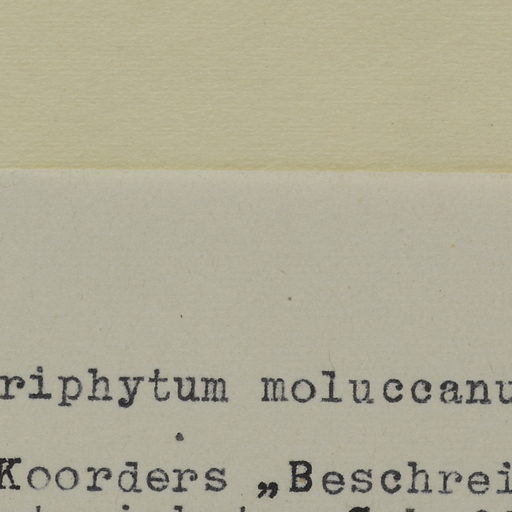 riphytum moluccanu
Koorders „Beschrei